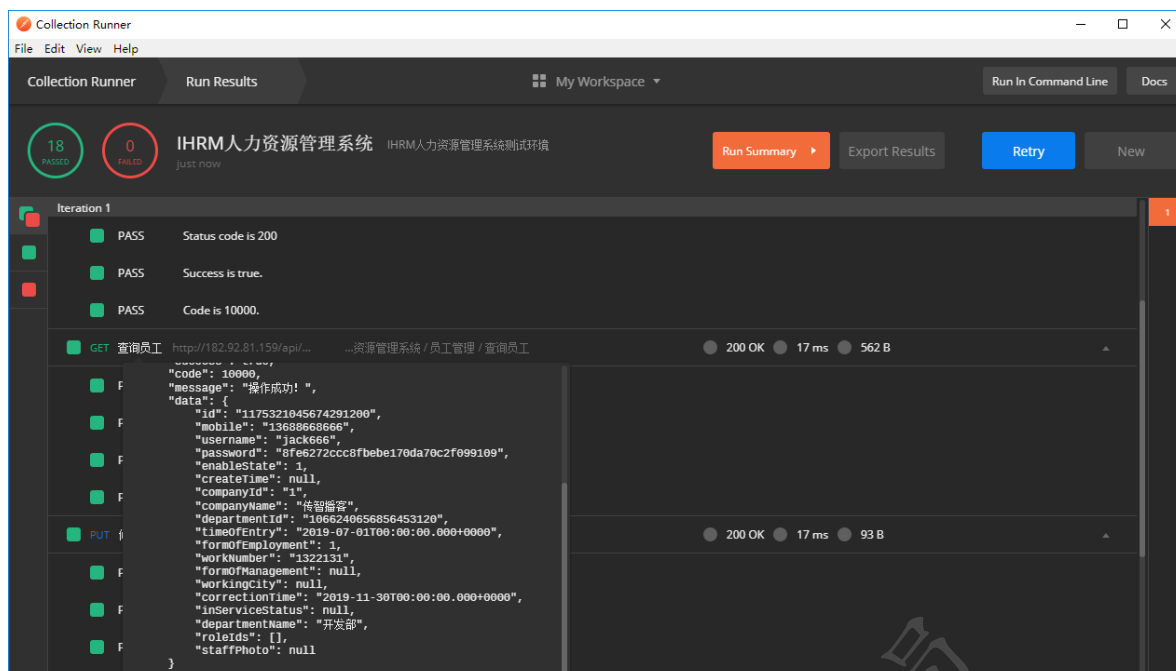 Collection Runner
File Edit View Help
Collection Runner Run Results My Workspace Run In Command Line Docs
18 PASSED 0 FAILED IHRM人力资源管理系统 IHRM人力资源管理系统测试环境
just now
Run Summary Export Results Retry New
Iteration 1
1
PASS Status code is 200
PASS Success is true.
PASS Code is 10000.
GET 查询员工 http://182.92.81.159/api/... ...资源管理系统 / 员工管理 / 查询员工 200 OK 17 ms 562 B
"code": 10000,
"message": "操作成功！",
"data": {
"id": "1175321045674291200",
"mobile": "13688668666",
"username": "jack666",
"password": "8fe6272ccc8fbebe170da70c2f099109",
"enableState": 1,
"createTime": null,
"companyId": "1",
"companyName": "传智播客",
"departmentId": "1066240656856453120",
"timeOfEntry": "2019-07-01T00:00:00.000+0000",
"formOfEmployment": 1,
"workNumber": "1322131",
"formOfManagement": null,
"workingCity": null,
"correctionTime": "2019-11-30T00:00:00.000+0000",
"inServiceStatus": null,
"departmentName": "开发部",
"roleIds": [],
"staffPhoto": null
}
PUT 200 OK 17 ms 93 B